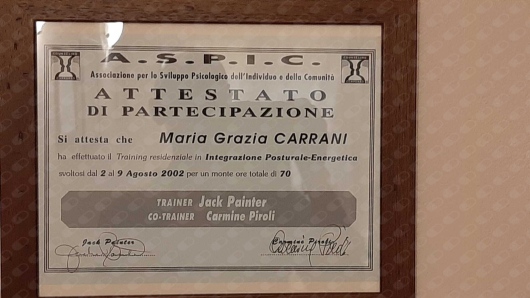 A.S.P.I.C.
Associazione per lo Sviluppo Psicologico dell'Individuo e della Comunità
ATTESTATO
DI PARTECIPAZIONE
Si attesta che Maria Grazia CARRANI
ha effettuato il Training residenziale in Integrazione Posturale-Energetica
svoltosi dal 2 al 9 Agosto 2002 per un monte ore totale di 70
TRAINER Jack Painter
CO-TRAINER Carmine Piroli
Jack Painter Carmine Piroli